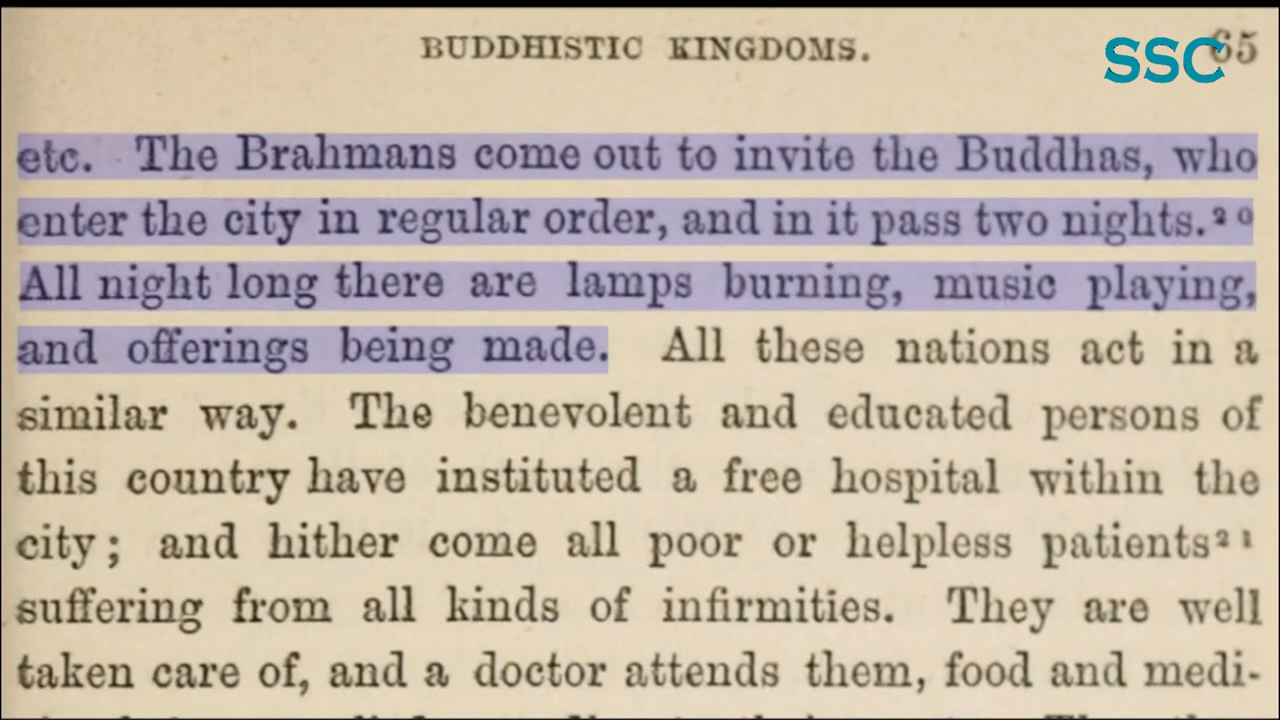 BUDDHISTIC KINGDOMS. 65
SSC
etc. The Brahmans come out to invite the Buddhas, who
enter the city in regular order, and in it pass two nights.²⁰
All night long there are lamps burning, music playing,
and offerings being made. All these nations act in a
similar way. The benevolent and educated persons of
this country have instituted a free hospital within the
city; and hither come all poor or helpless patients²¹
suffering from all kinds of infirmities. They are well
taken care of, and a doctor attends them, food and medi-